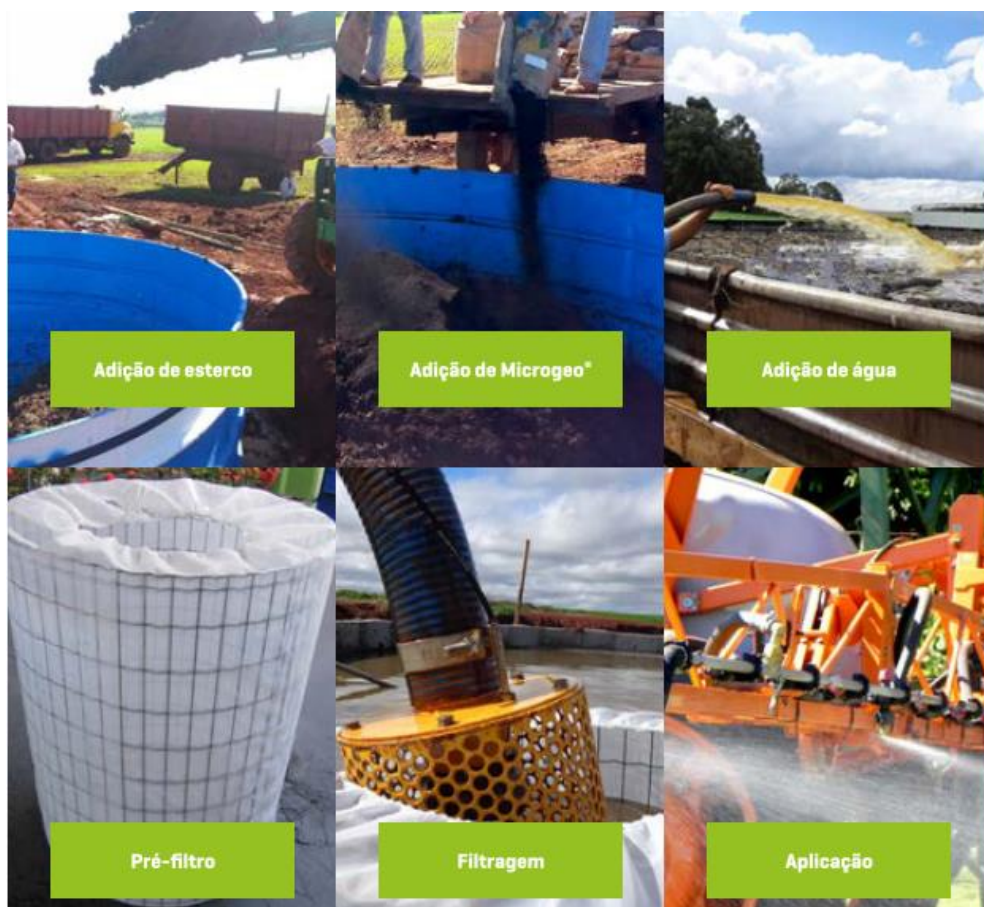 Adição de esterco
Adição de Microgeo®
Adição de água
Pré-filtro
Filtragem
Aplicação